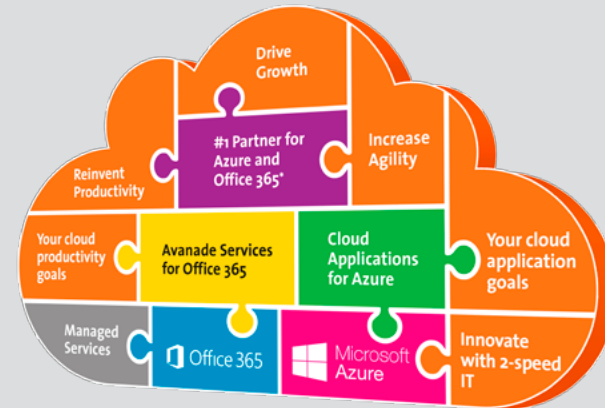 Drive
Growth
#1 Partner for
Azure and
Office 365*
Increase
Agility
Reinvent
Productivity
Your cloud
productivity
goals
Avanade Services
for Office 365
Cloud
Applications
for Azure
Your cloud
application
goals
Managed
Services
Office 365
Microsoft
Azure
Innovate
with 2-speed
IT